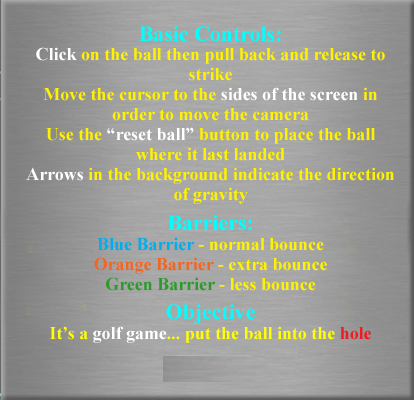 Basic Controls:
Click on the ball then pull back and release to
strike
Move the cursor to the sides of the screen in
order to move the camera
Use the “reset ball” button to place the ball
where it last landed
Arrows in the background indicate the direction
of gravity
Barriers:
Blue Barrier - normal bounce
Orange Barrier - extra bounce
Green Barrier - less bounce
Objective
It’s a golf game... put the ball into the hole